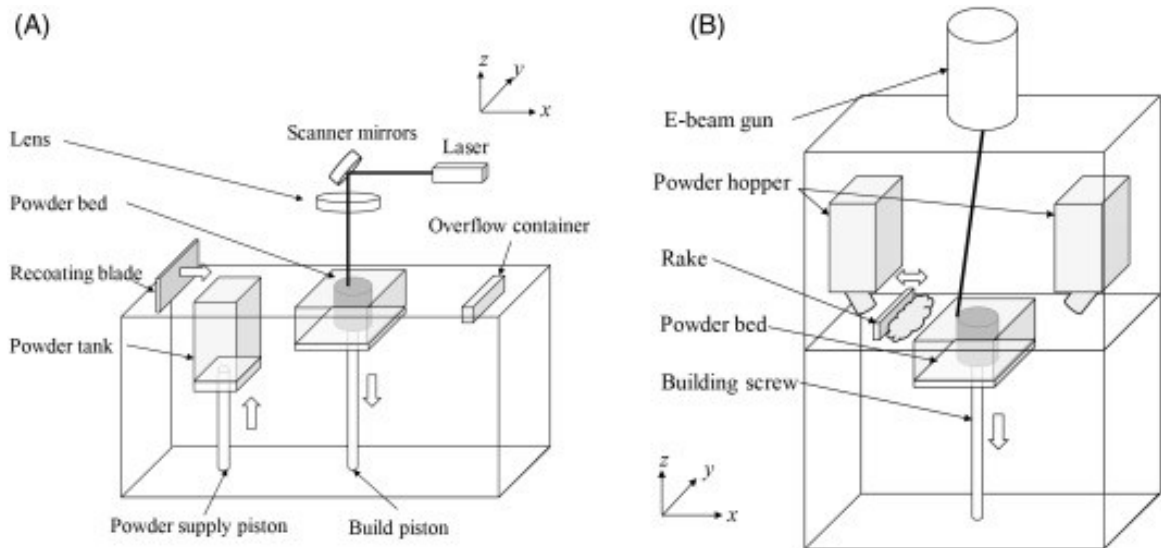 (A)
z
y
x
Scanner mirrors
Laser
Lens
Powder bed
Overflow container
Recoating blade
Powder tank
Powder supply piston
Build piston
(B)
E-beam gun
Powder hopper
Rake
Powder bed
Building screw
z
y
x